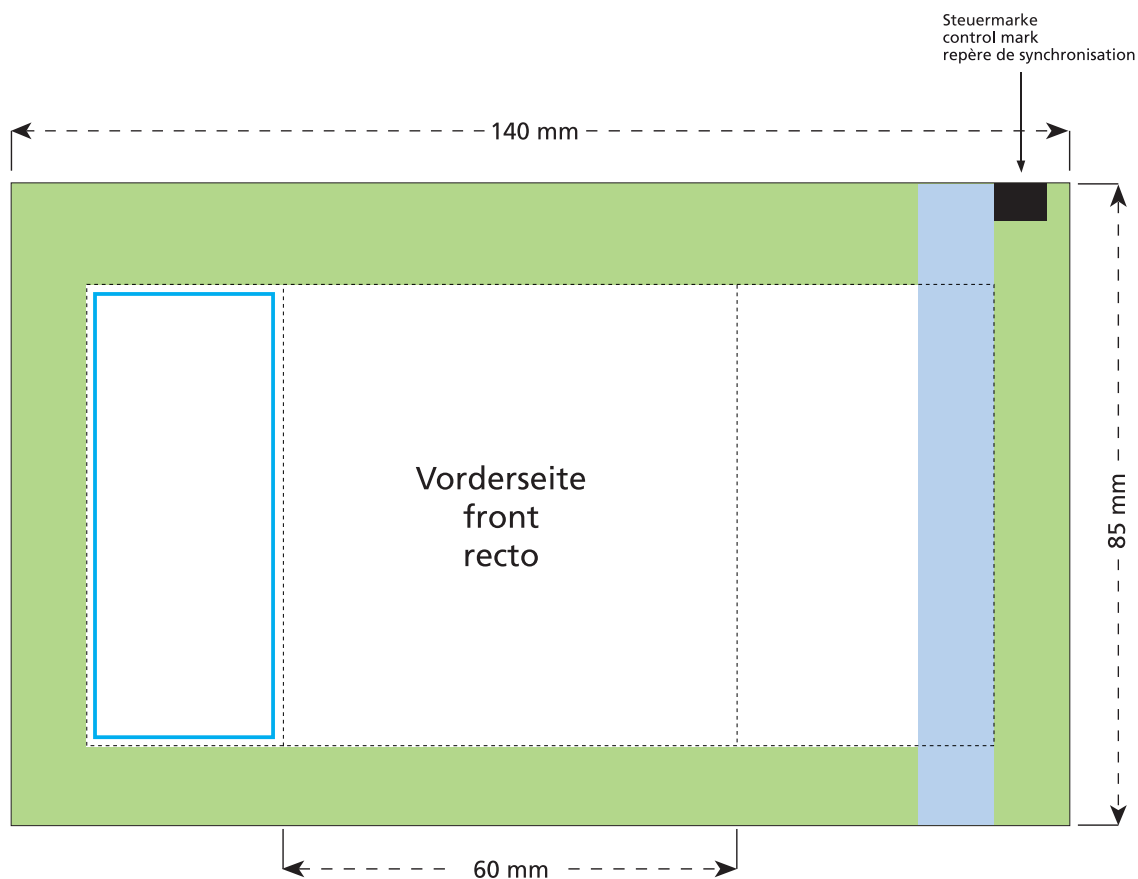 Steuermarke
control mark
repère de synchronisation
140 mm
Vorderseite
front
recto
85 mm
60 mm